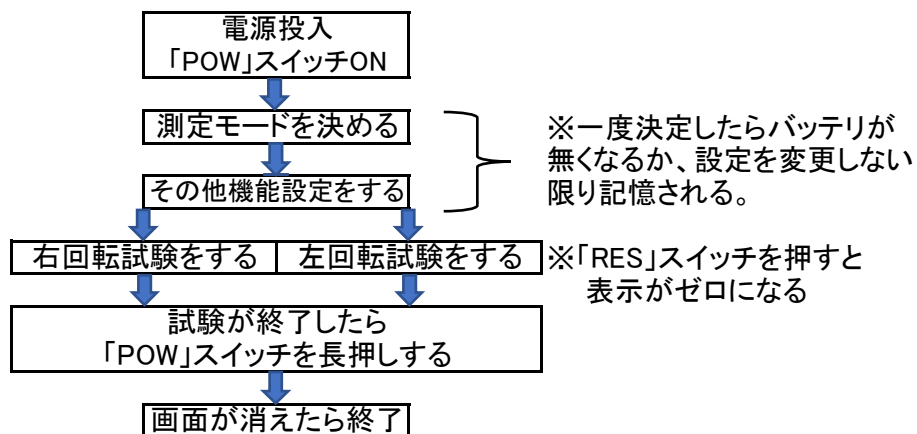 電源投入
「POW」スイッチON
測定モードを決める
その他機能設定をする
※一度決定したらバッテリが
無くなるか、設定を変更しない
限り記憶される。
右回転試験をする
左回転試験をする
※「RES」スイッチを押すと
表示がゼロになる
試験が終了したら
「POW」スイッチを長押しする
画面が消えたら終了